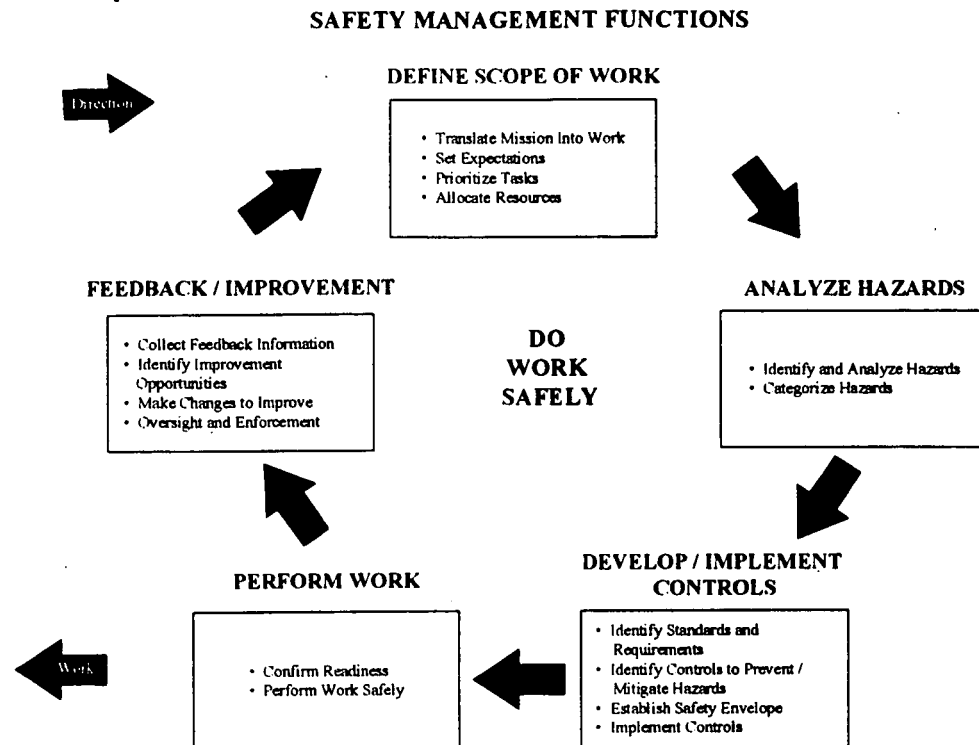 SAFETY MANAGEMENT FUNCTIONS
Direction
DEFINE SCOPE OF WORK
• Translate Mission Into Work
• Set Expectations
• Prioritize Tasks
• Allocate Resources
FEEDBACK / IMPROVEMENT
• Collect Feedback Information
• Identify Improvement
Opportunities
• Make Changes to Improve
• Oversight and Enforcement
DO
WORK
SAFELY
ANALYZE HAZARDS
• Identify and Analyze Hazards
• Categorize Hazards
DEVELOP / IMPLEMENT
CONTROLS
• Identify Standards and
Requirements
• Identify Controls to Prevent /
Mitigate Hazards
• Establish Safety Envelope
• Implement Controls
PERFORM WORK
• Confirm Readiness
• Perform Work Safely
Work